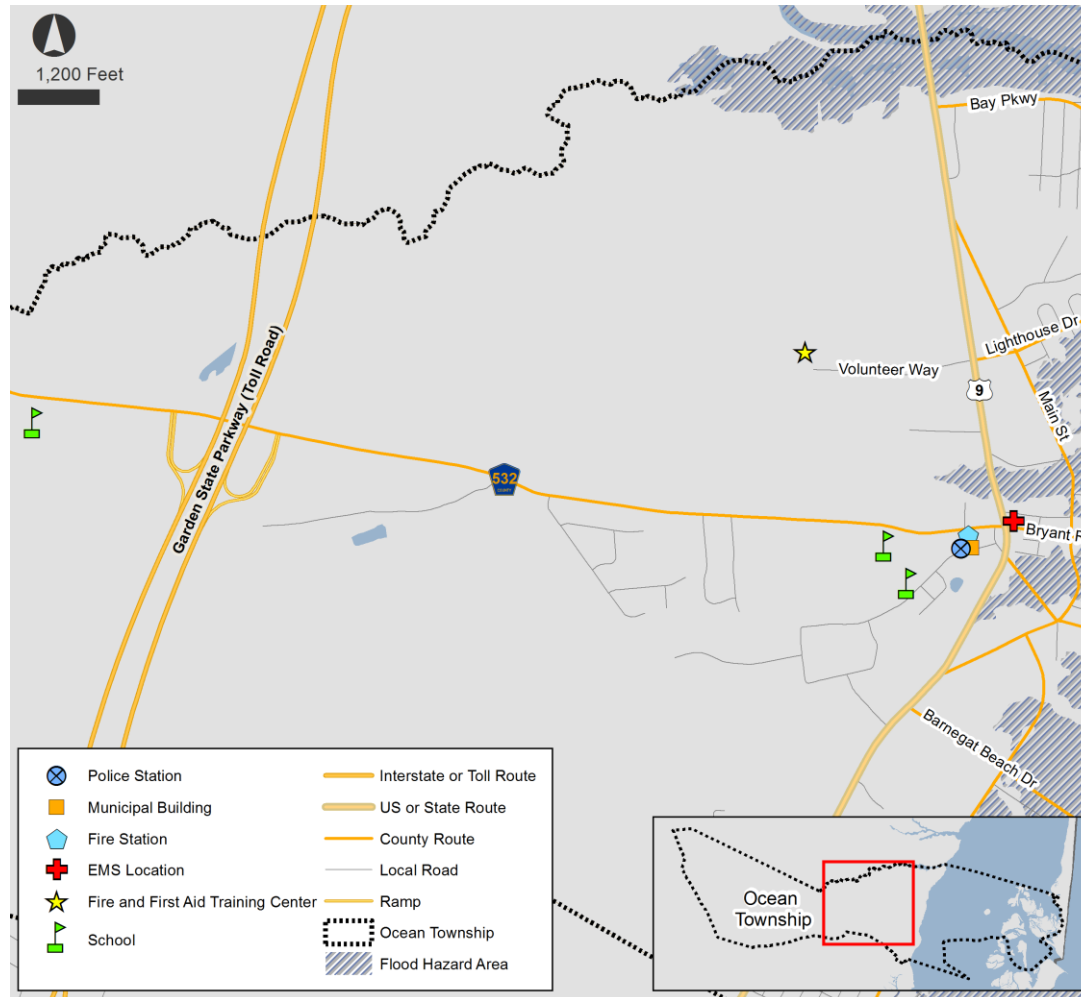 1,200 Feet
Bay Pkwy
Garden State Parkway (Toll Road)
Lighthouse Dr
Volunteer Way
9
Main St
532
Bryant R
Barnegat Beach Dr
Police Station
Municipal Building
Fire Station
EMS Location
Fire and First Aid Training Center
School
Interstate or Toll Route
US or State Route
County Route
Local Road
Ramp
Ocean Township
Flood Hazard Area
Ocean
Township